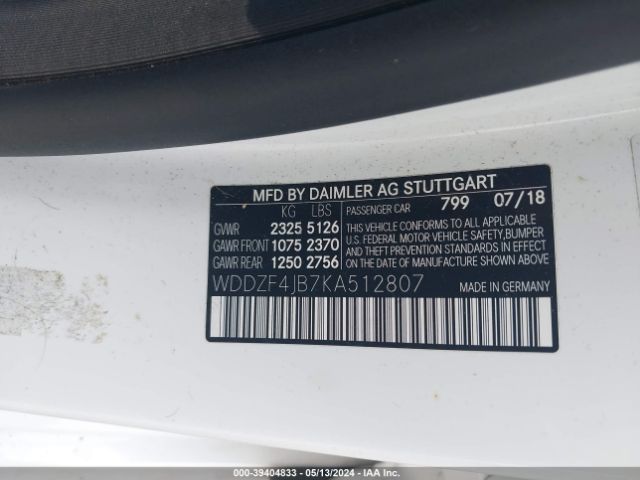 MFD BY DAIMLER AG STUTTGART
KG LBS
GVWR 2325 5126
GAWR FRONT 1075 2370
GAWR REAR 1250 2756
PASSENGER CAR 799 07/18
THIS VEHICLE CONFORMS TO ALL APPLICABLE
U.S. FEDERAL MOTOR VEHICLE SAFETY, BUMPER
AND THEFT PREVENTION STANDARDS IN EFFECT
ON THE DATE OF MANUFACTURE SHOWN ABOVE.
WDDZF4JB7KA512807 MADE IN GERMANY
000-39404833 - 05/13/2024 - IAAI.COM